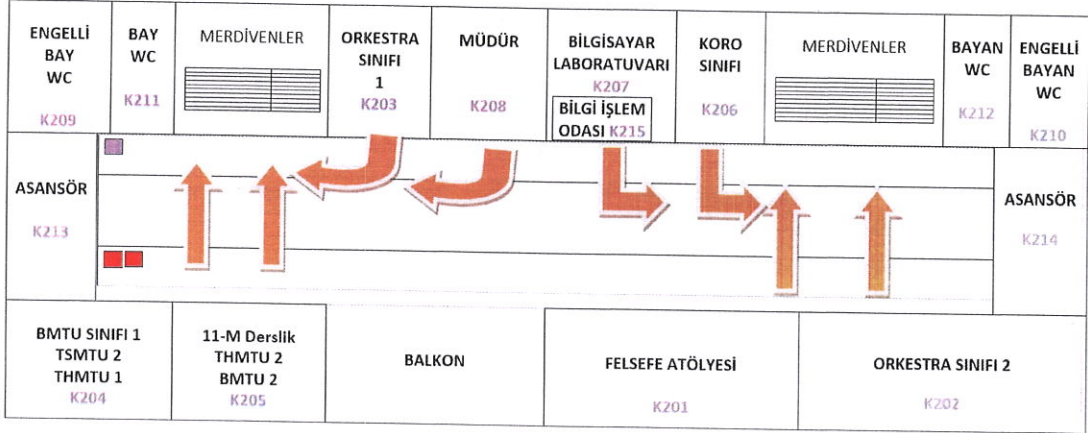 ENGELLİ
BAY
WC
K209
BAY
WC
K211
MERDİVENLER
ORKESTRA
SINIFI
1
K203
MÜDÜR
K208
BİLGİSAYAR
LABORATUVARI
K207
BİLGİ İŞLEM
ODASI K215
KORO
SINIFI
K206
MERDİVENLER
BAYAN
WC
K212
ENGELLİ
BAYAN
WC
K210
ASANSÖR
K213
ASANSÖR
K214
BMTU SINIFI 1
TSMTU 2
THMTU 1
K204
11-M Derslik
THMTU 2
BMTU 2
K205
BALKON
FELSEFE ATÖLYESİ
K201
ORKESTRA SINIFI 2
K202